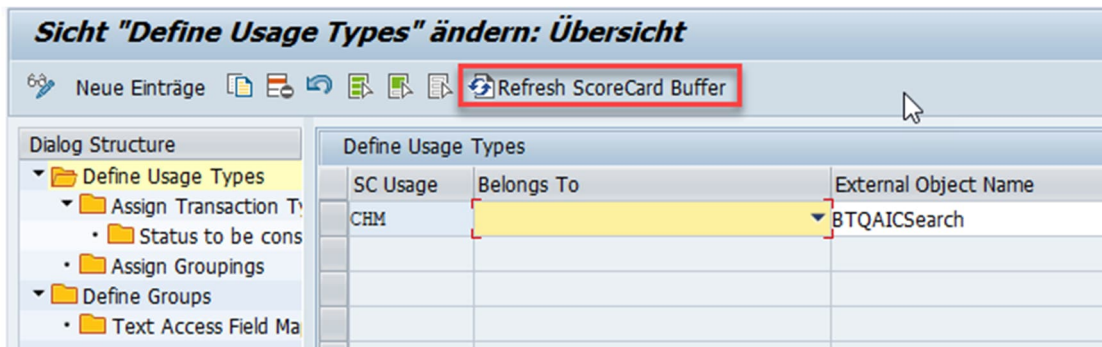 Sicht "Define Usage Types" ändern: Übersicht
Neue Einträge Refresh ScoreCard Buffer
Dialog Structure
Define Usage Types
Assign Transaction Ty
Status to be cons
Assign Groupings
Define Groups
Text Access Field Ma
Define Usage Types
SC Usage Belongs To External Object Name
CHM BTQAICSearch